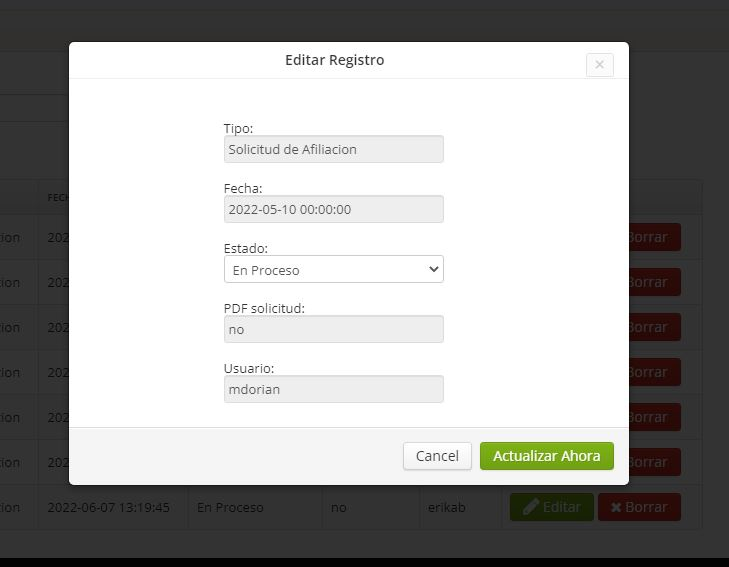 Editar Registro
×
Tipo:
Solicitud de Afiliacion
Fecha:
2022-05-10 00:00:00
Estado:
En Proceso
PDF solicitud:
no
Usuario:
mdorian
Cancel Actualizar Ahora
FECH
ion 202 Borrar
ion 202 Borrar
ion 202 Borrar
ion 202 Borrar
ion 202 Borrar
ion 202 Borrar
ion 2022-06-07 13:19:45 En Proceso no erikab Editar Borrar